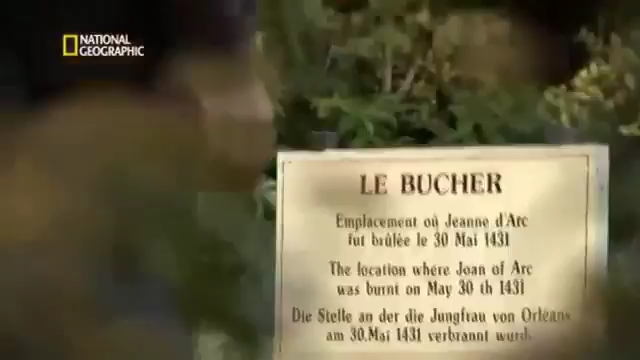 NATIONAL
GEOGRAPHIC
LE BUCHER
Emplacement où Jeanne d'Arc
fut brûlée le 30 Mai 1431
The location where Joan of Arc
was burnt on May 30 th 1431
Die Stelle an der die Jungfrau von Orléans
am 30.Mai 1431 verbrannt wurd.